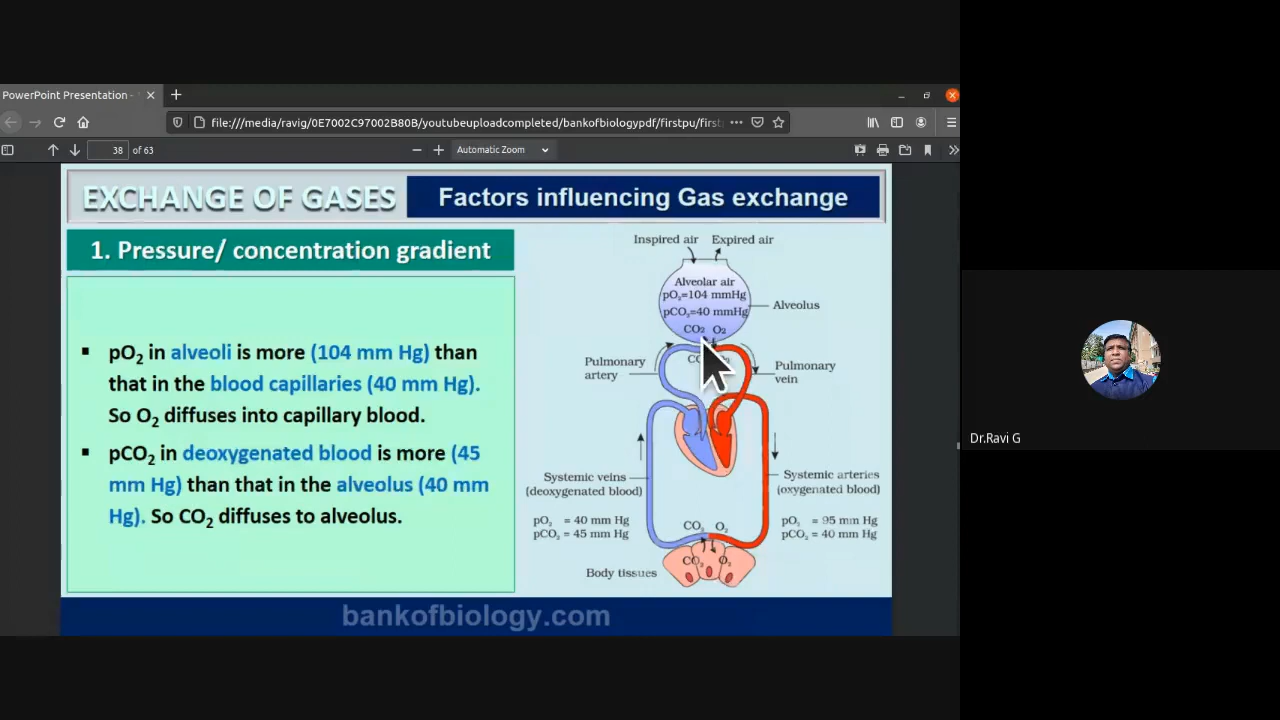 PowerPoint Presentation -
file:///media/ravig/0E7002C97002B80B/youtubeuploadcompleted/bankofbiologypdf/firstpu/first
38 of 63
Automatic Zoom
EXCHANGE OF GASES
Factors influencing Gas exchange
1. Pressure/ concentration gradient
▪ pO₂ in alveoli is more (104 mm Hg) than
that in the blood capillaries (40 mm Hg).
So O₂ diffuses into capillary blood.
▪ pCO₂ in deoxygenated blood is more (45
mm Hg) than that in the alveolus (40 mm
Hg). So CO₂ diffuses to alveolus.
Inspired air Expired air
Alveolar air
pO₂=104 mmHg
pCO₂=40 mmHg
CO₂ O₂
Alveolus
Pulmonary
artery
Pulmonary
vein
Systemic veins
(deoxygenated blood)
pO₂ = 40 mm Hg
pCO₂ = 45 mm Hg
Systemic arteries
(oxygenated blood)
pO₂ = 95 mm Hg
pCO₂ = 40 mm Hg
CO₂ O₂
CO₂ O₂
Body tissues
bankofbiology.com
Dr.Ravi G